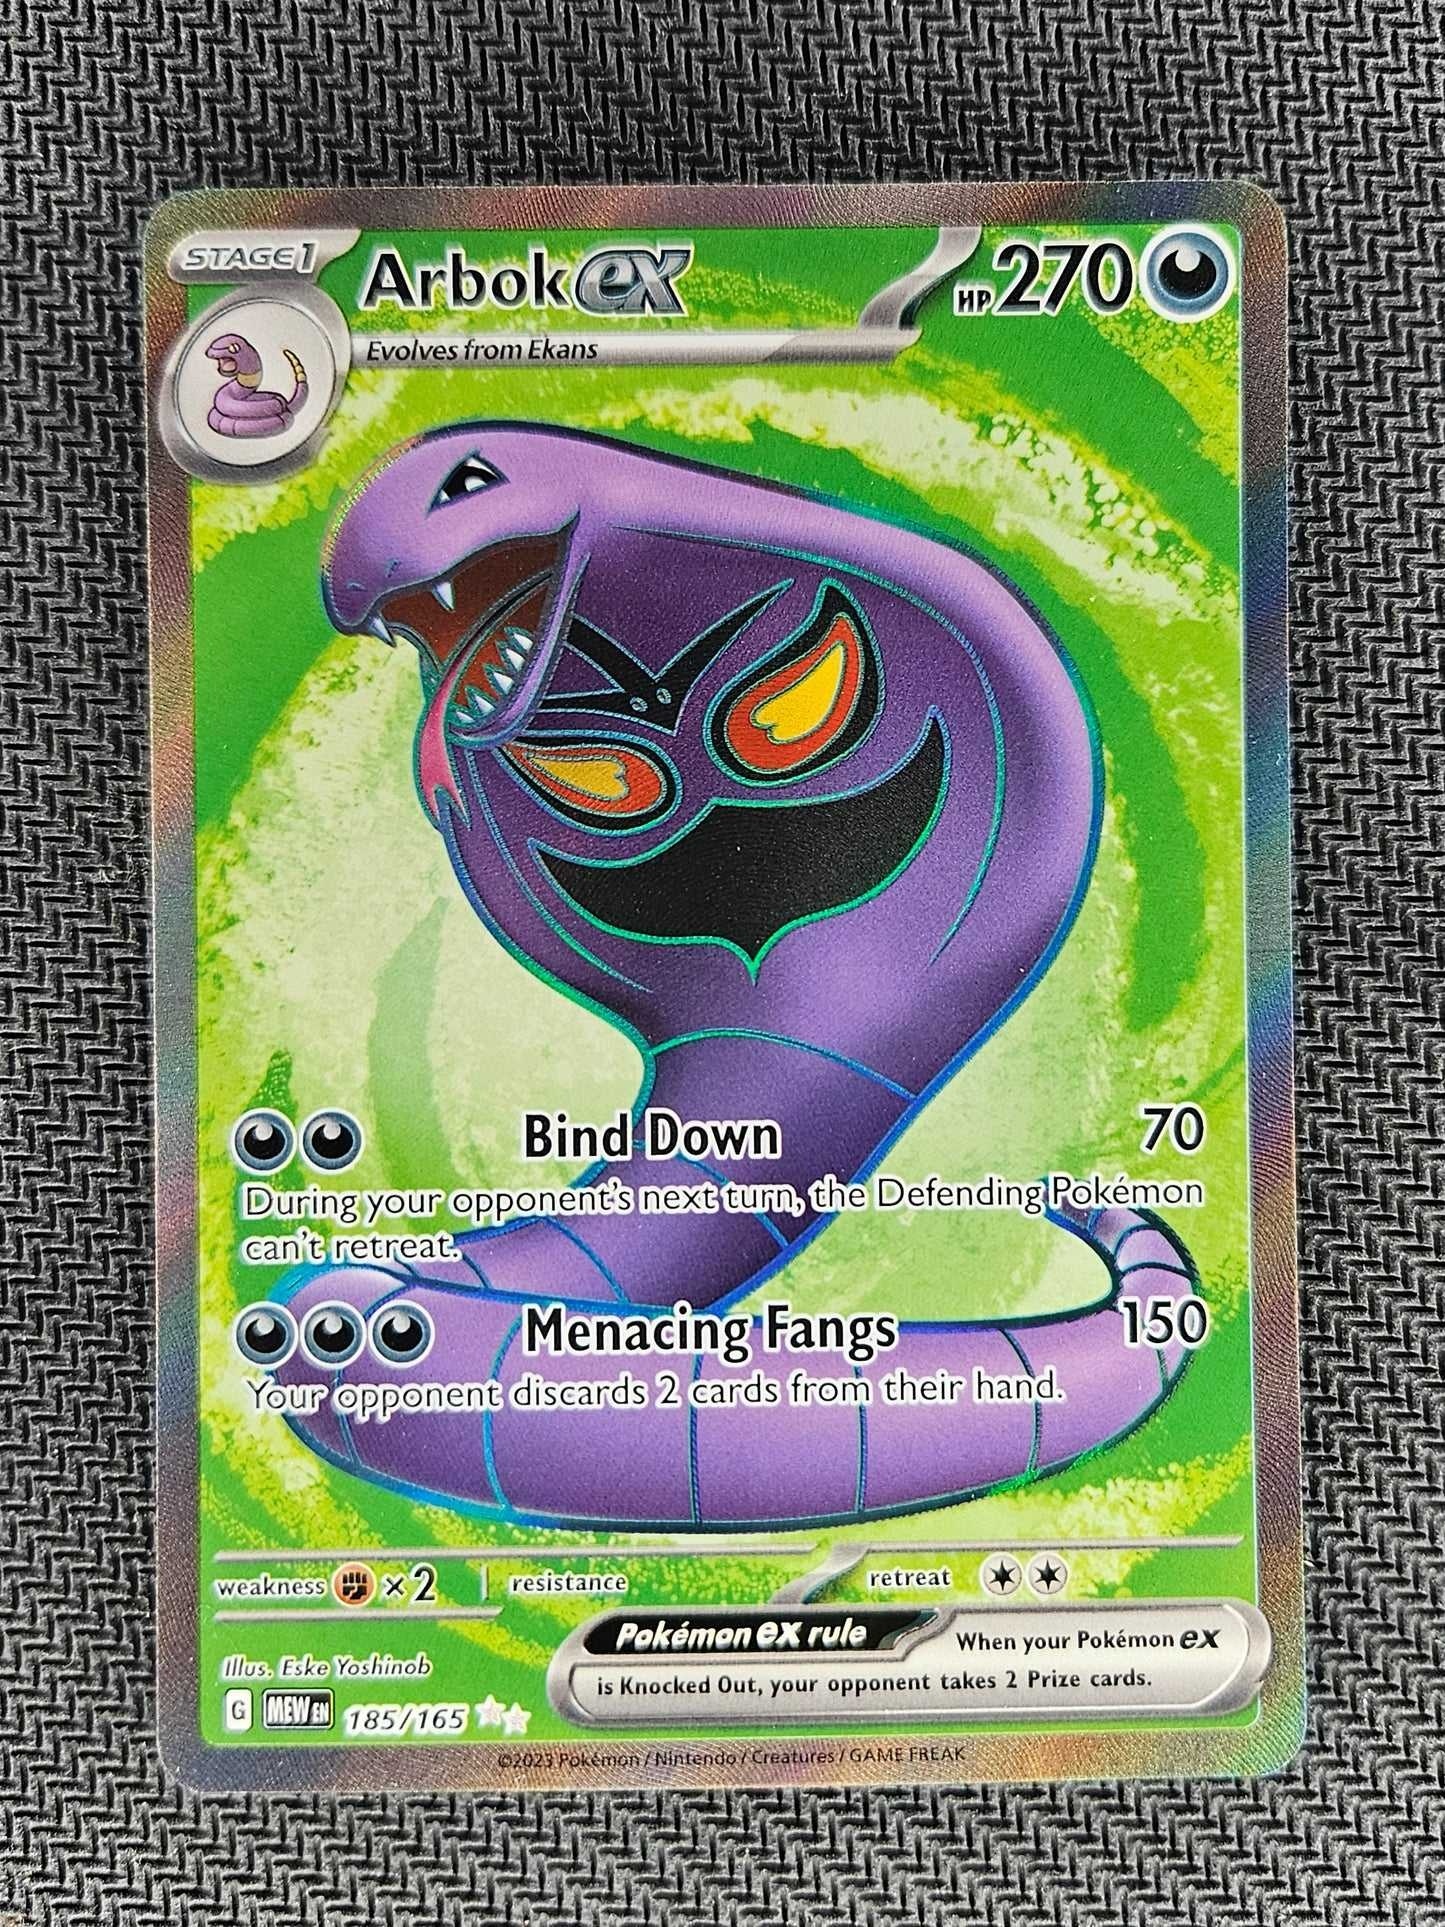 STAGE1
Arbok ex
HP 270
Evolves from Ekans
Bind Down 70
During your opponent's next turn, the Defending Pokémon
can't retreat.
Menacing Fangs 150
Your opponent discards 2 cards from their hand.
weakness ×2 resistance retreat
Pokémon ex rule When your Pokémon ex
is Knocked Out, your opponent takes 2 Prize cards.
Illus. Eske Yoshinob
G MEW EN 185/165
©2023 Pokémon / Nintendo / Creatures / GAME FREAK